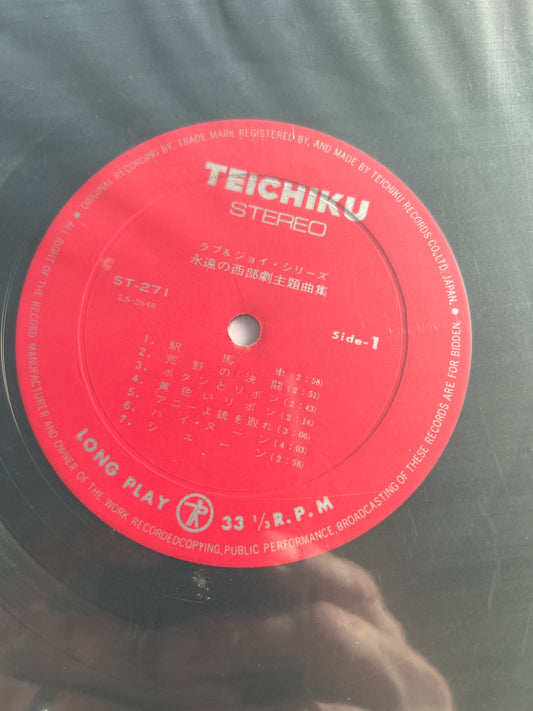 ORIGINAL RECORDING BY. TRADE MARK REGISTERED BY. AND MADE BY TEICHIKU RECORDS CO.,LTD. JAPAN.
TEICHIKU
STEREO
ラブ&ジョイ・シリーズ
永遠の西部劇主題曲集
ST-271
LS-2640
Side-1
1. 駅馬車 (2:58)
2. 荒野の決闘 (2:51)
3. ボタンとリボン (2:43)
4. 黄色いリボン (2:14)
5. アニーよ銃を取れ (3:06)
6. ハイ・ヌーン (4:03)
7. シェーン (2:58)
LONG PLAY
33 1/3 R.P.M
• ALL RIGHT OF THE RECORD MANUFACTURER AND OWNER OF THE WORK RECORDEDCOPYING, PUBLIC PERFORMANCE, BROADCASTING OF THESE RECORDS ARE FOR BIDDEN. •